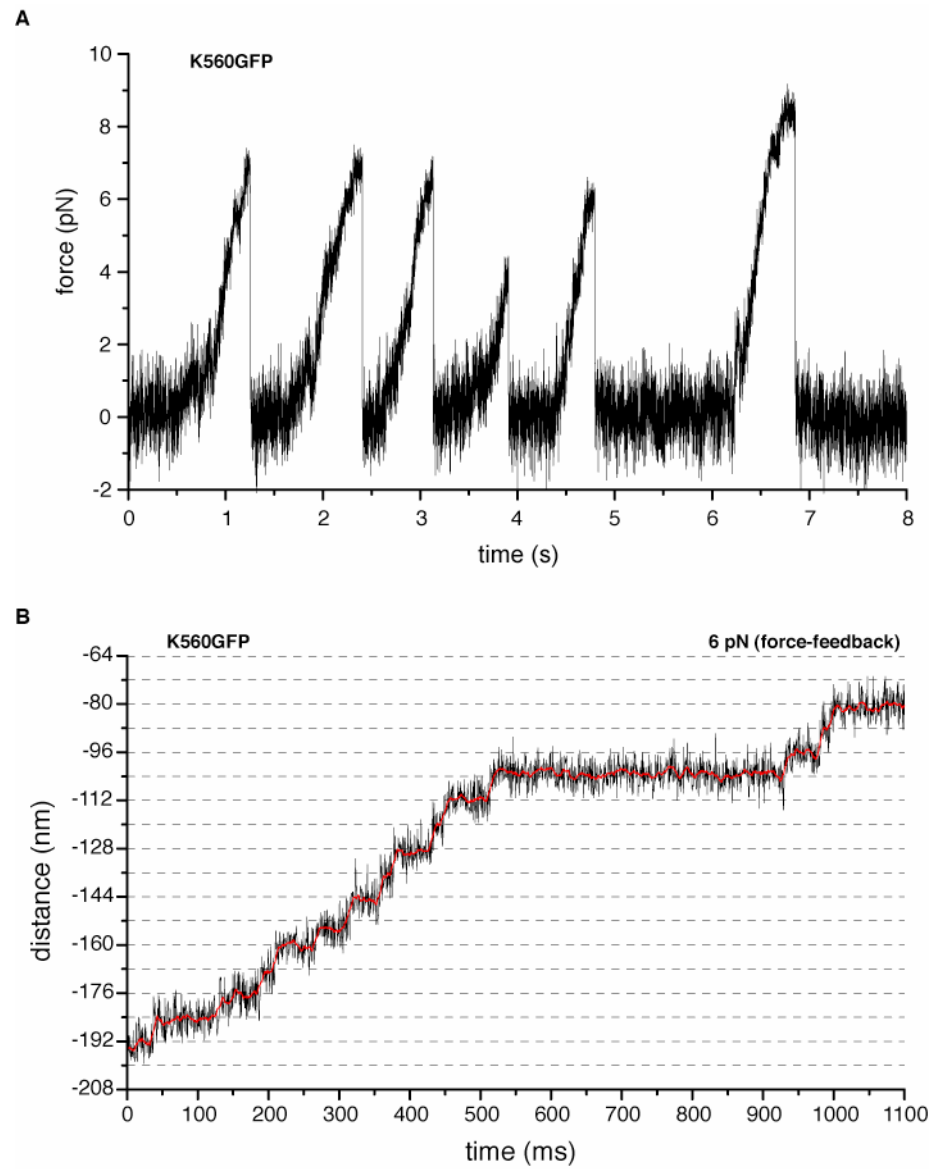 A
K560GFP
10
8
6
4
2
0
-2
force (pN)
0 1 2 3 4 5 6 7 8
time (s)
B
K560GFP 6 pN (force-feedback)
-64
-80
-96
-112
-128
-144
-160
-176
-192
-208
distance (nm)
0 100 200 300 400 500 600 700 800 900 1000 1100
time (ms)